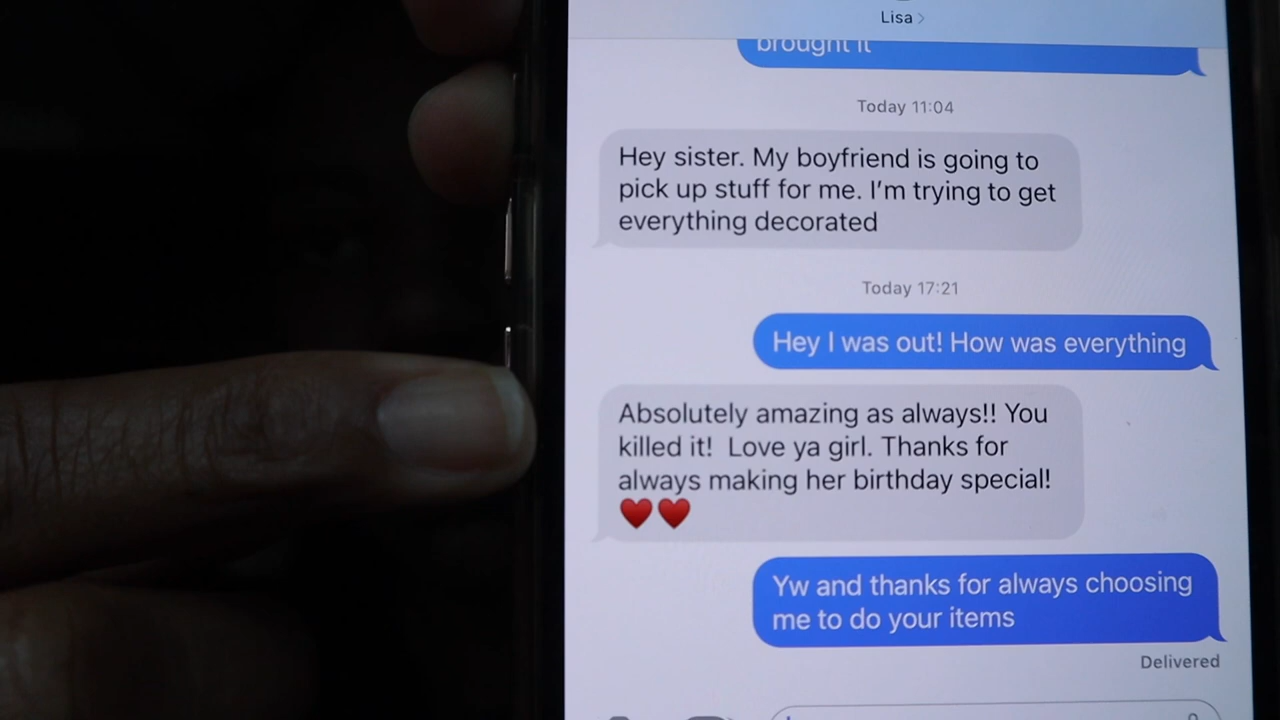 Lisa >
brought it
Today 11:04
Hey sister. My boyfriend is going to
pick up stuff for me. I'm trying to get
everything decorated
Today 17:21
Hey I was out! How was everything
Absolutely amazing as always!! You
killed it!  Love ya girl. Thanks for
always making her birthday special!
❤️❤️
Yw and thanks for always choosing
me to do your items
Delivered